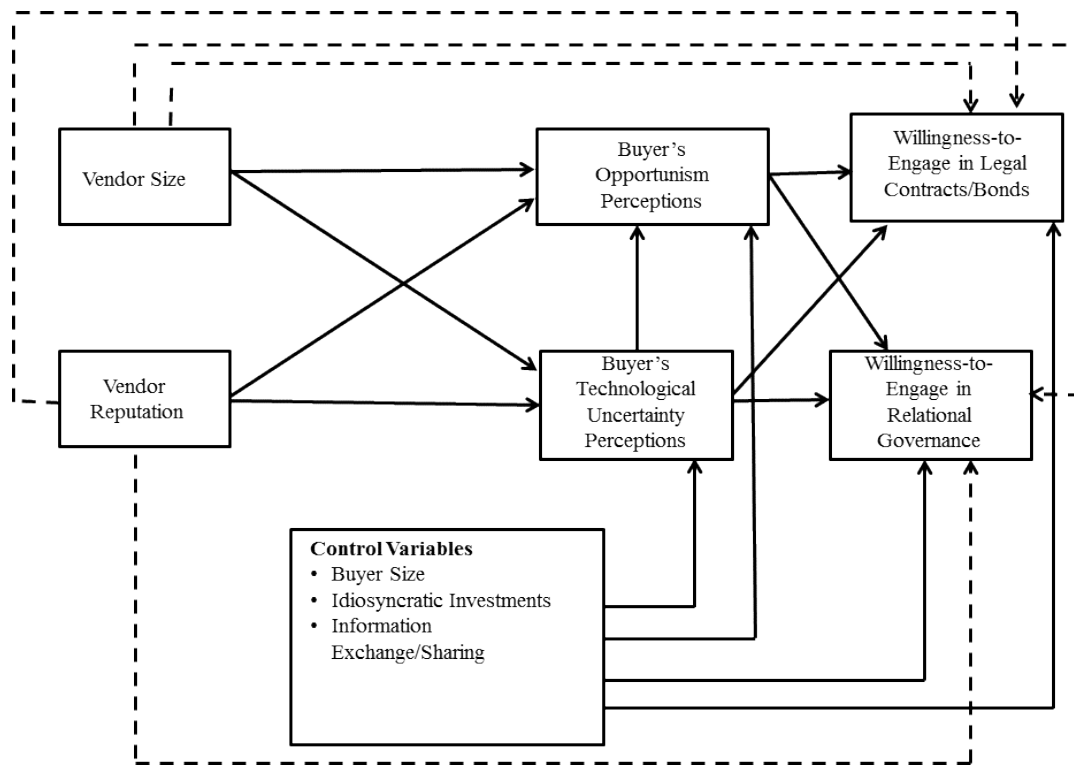 Vendor Size
Buyer’s
Opportunism
Perceptions
Willingness-to-
Engage in Legal
Contracts/Bonds
Vendor
Reputation
Buyer’s
Technological
Uncertainty
Perceptions
Willingness-to-
Engage in
Relational
Governance
Control Variables
• Buyer Size
• Idiosyncratic Investments
• Information
Exchange/Sharing